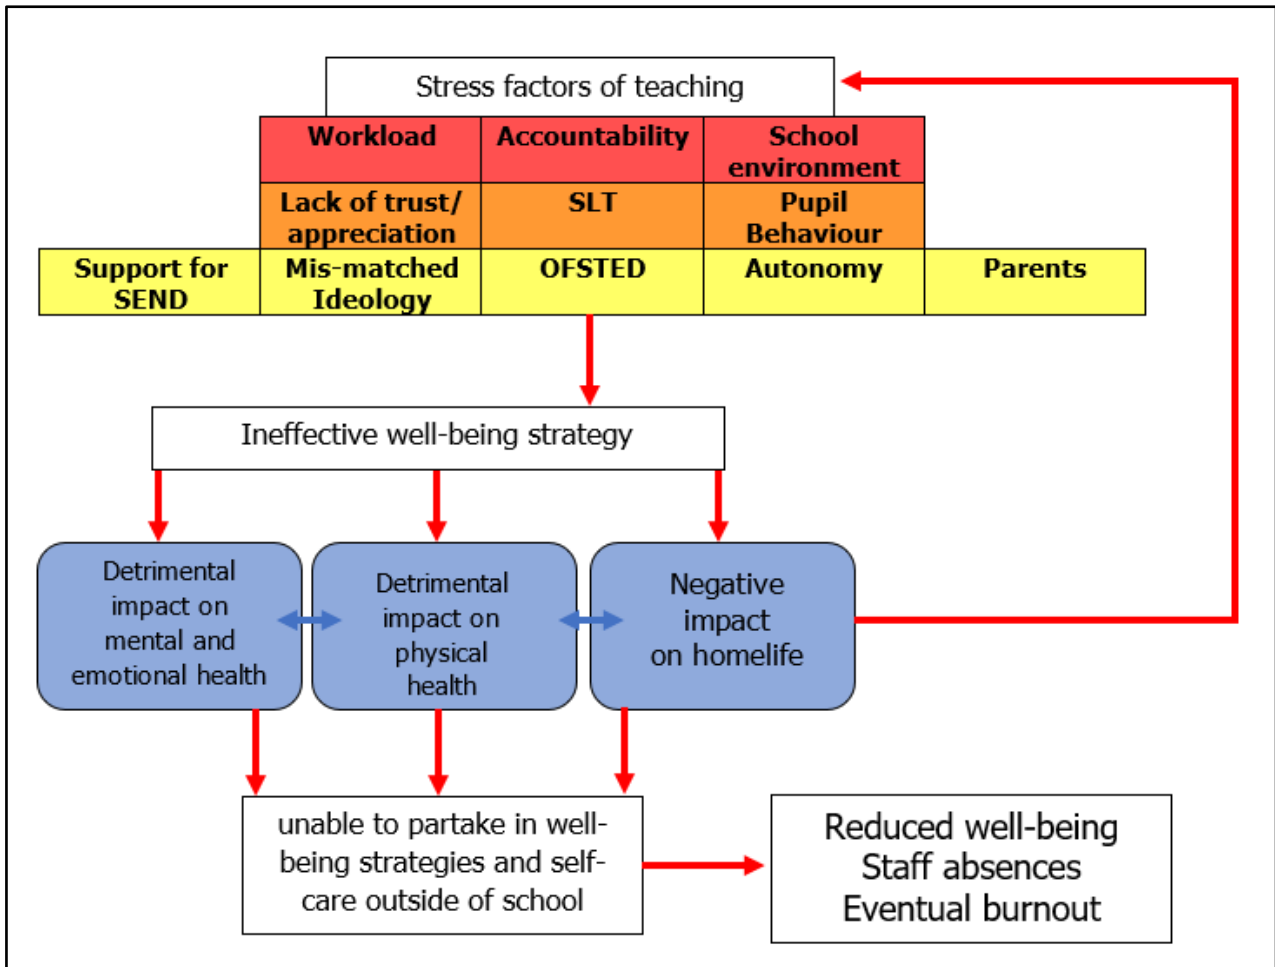 Stress factors of teaching
Workload
Accountability
School
environment
Lack of trust/
appreciation
SLT
Pupil
Behaviour
Support for
SEND
Mis-matched
Ideology
OFSTED
Autonomy
Parents
Ineffective well-being strategy
Detrimental
impact on
mental and
emotional health
Detrimental
impact on
physical
health
Negative
impact
on homelife
unable to partake in well-
being strategies and self-
care outside of school
Reduced well-being
Staff absences
Eventual burnout